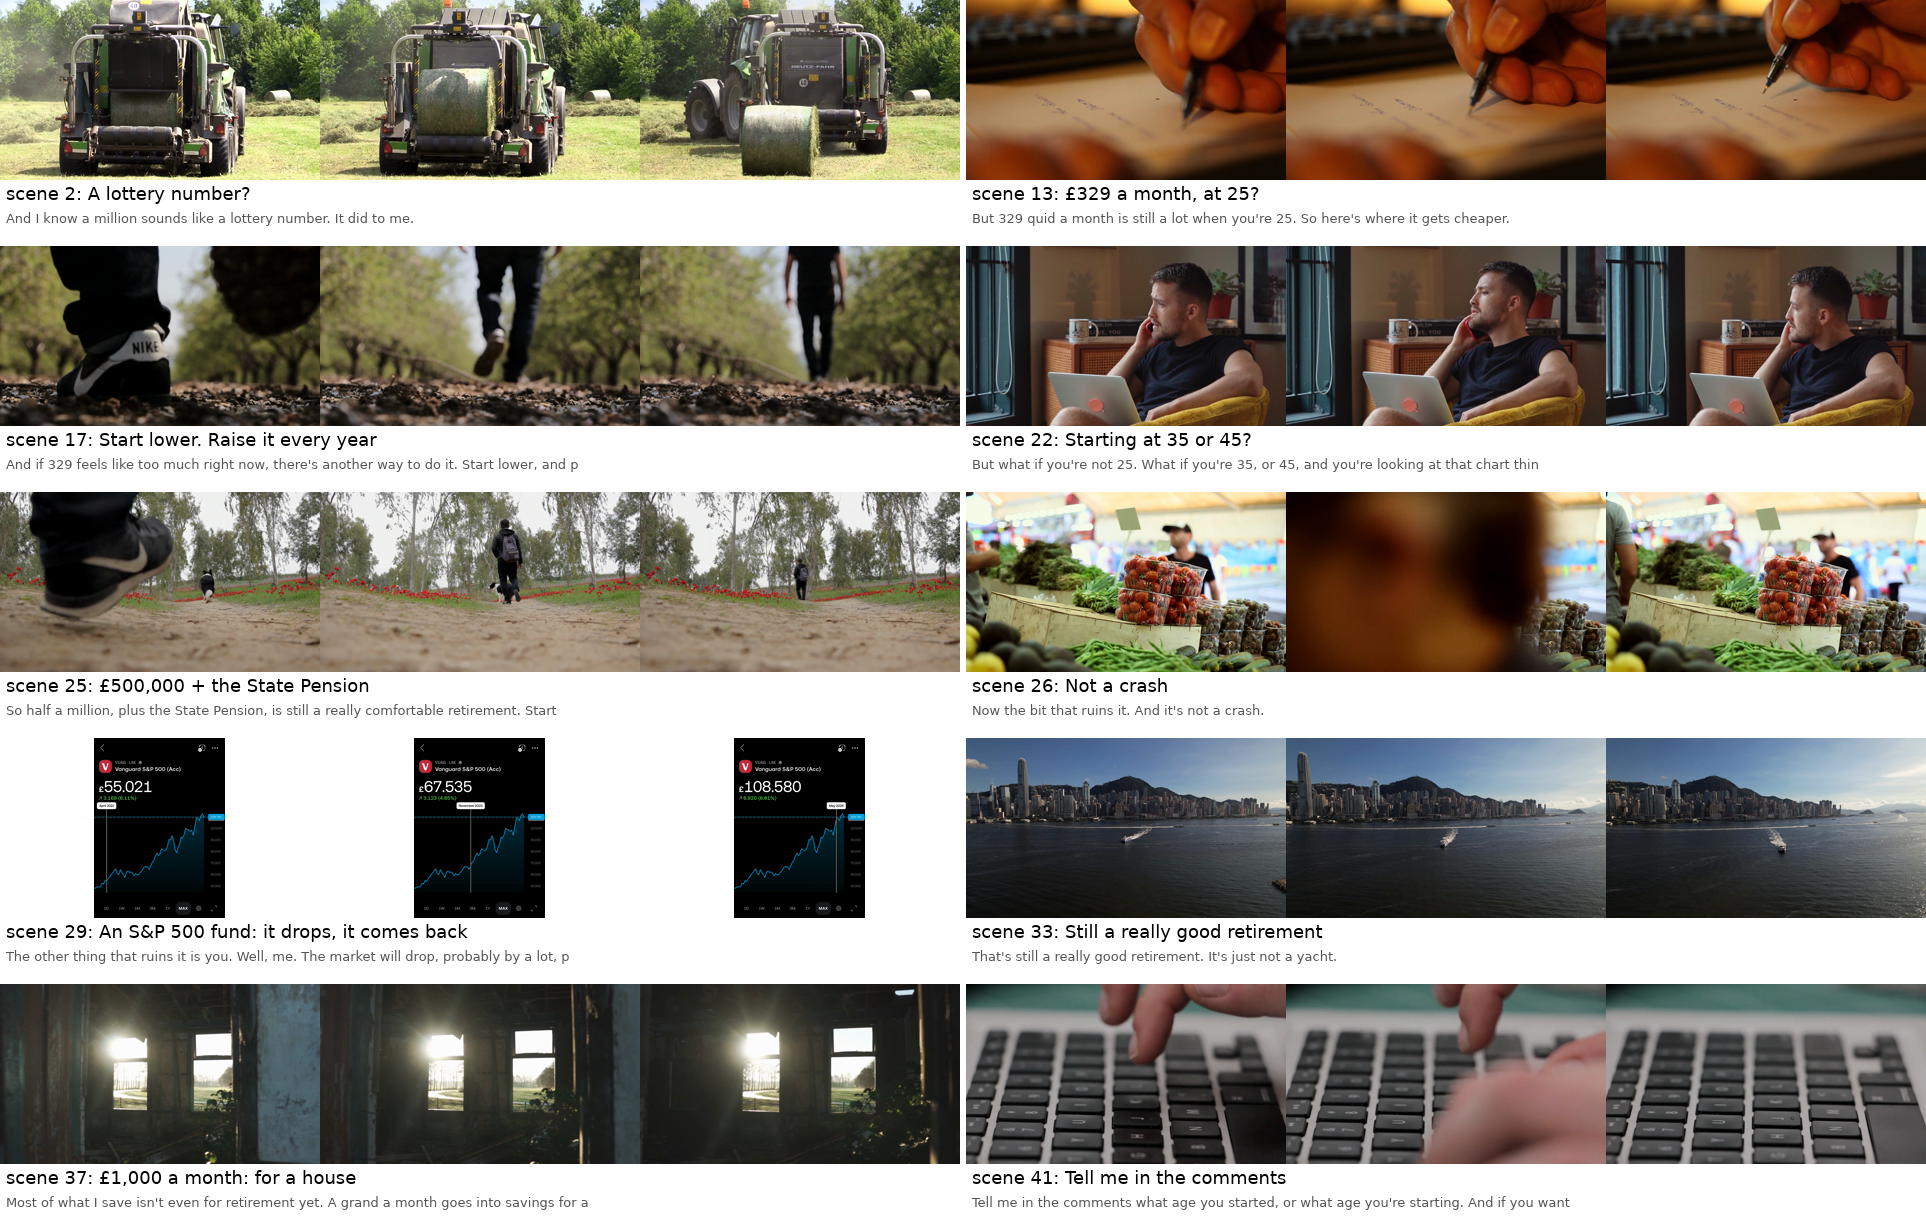 DEUTZ-FAHR
scene 2: A lottery number?
And I know a million sounds like a lottery number. It did to me.
scene 13: £329 a month, at 25?
But 329 quid a month is still a lot when you're 25. So here's where it gets cheaper.
NIKE
scene 17: Start lower. Raise it every year
And if 329 feels like too much right now, there's another way to do it. Start lower, and p
scene 22: Starting at 35 or 45?
But what if you're not 25. What if you're 35, or 45, and you're looking at that chart thin
scene 25: £500,000 + the State Pension
So half a million, plus the State Pension, is still a really comfortable retirement. Start
scene 26: Not a crash
Now the bit that ruins it. And it's not a crash.
Vanguard S&P 500 (Acc)
£55.021
Vanguard S&P 500 (Acc)
£67.535
Vanguard S&P 500 (Acc)
£108.580
MAX
MAX
MAX
scene 29: An S&P 500 fund: it drops, it comes back
The other thing that ruins it is you. Well, me. The market will drop, probably by a lot, p
scene 33: Still a really good retirement
That's still a really good retirement. It's just not a yacht.
scene 37: £1,000 a month: for a house
Most of what I save isn't even for retirement yet. A grand a month goes into savings for a
scene 41: Tell me in the comments
Tell me in the comments what age you started, or what age you're starting. And if you want